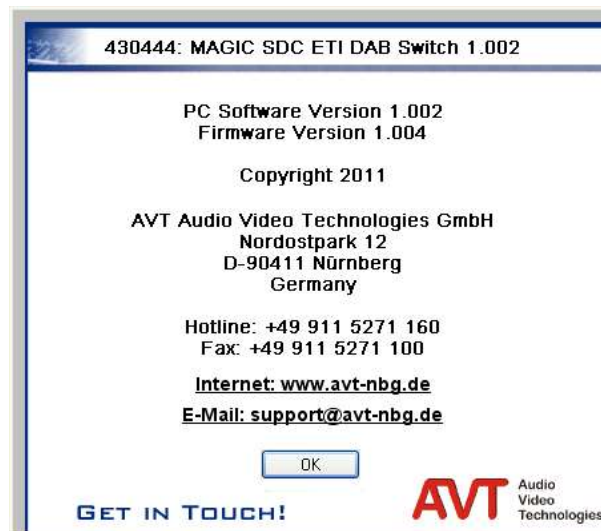 430444: MAGIC SDC ETI DAB Switch 1.002
PC Software Version 1.002
Firmware Version 1.004
Copyright 2011
AVT Audio Video Technologies GmbH
Nordostpark 12
D-90411 Nürnberg
Germany
Hotline: +49 911 5271 160
Fax: +49 911 5271 100
Internet: www.avt-nbg.de
E-Mail: support@avt-nbg.de
OK
GET IN TOUCH!
AVT
Audio
Video
Technologies